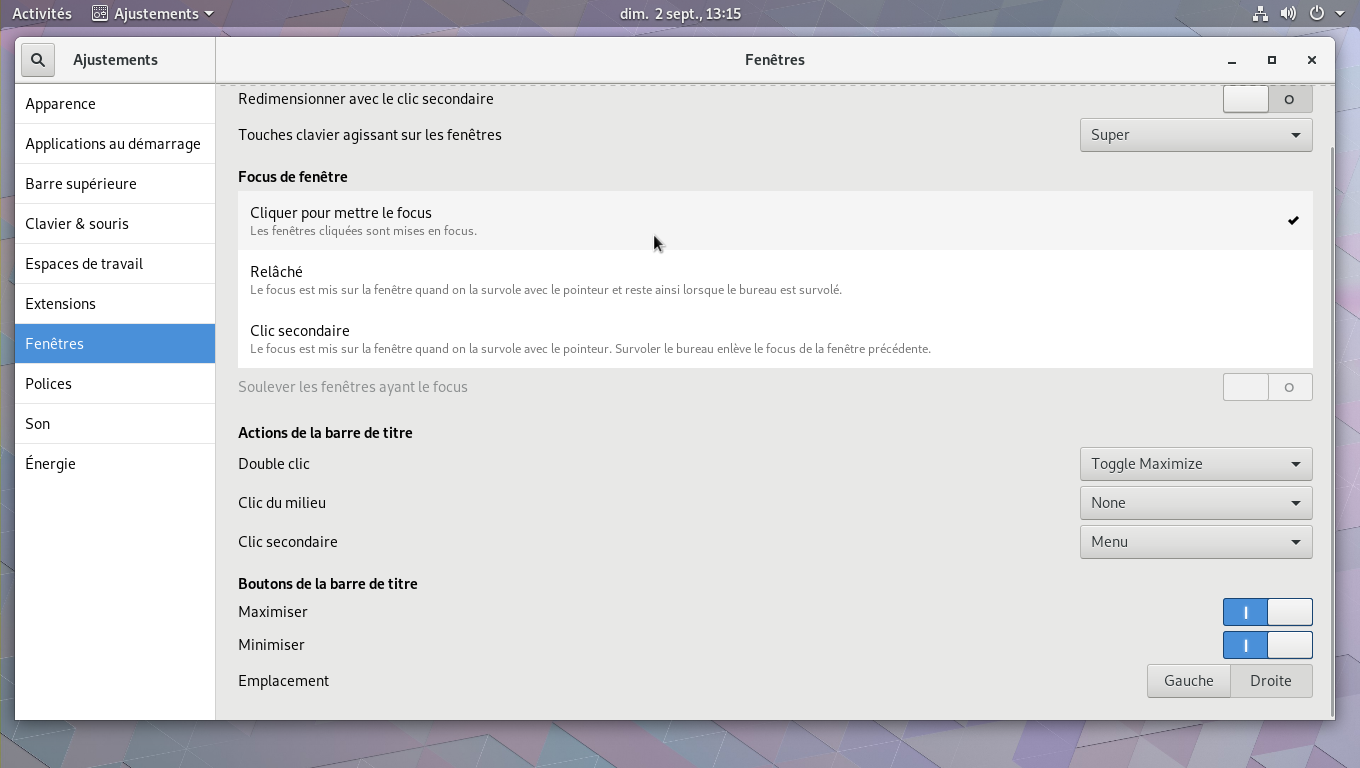 Activités
Ajustements
dim. 2 sept., 13:15
Ajustements
Fenêtres
Apparence
Applications au démarrage
Barre supérieure
Clavier & souris
Espaces de travail
Extensions
Fenêtres
Polices
Son
Énergie
Redimensionner avec le clic secondaire
Touches clavier agissant sur les fenêtres
Super
Focus de fenêtre
Cliquer pour mettre le focus
Les fenêtres cliquées sont mises en focus.
Relâché
Le focus est mis sur la fenêtre quand on la survole avec le pointeur et reste ainsi lorsque le bureau est survolé.
Clic secondaire
Le focus est mis sur la fenêtre quand on la survole avec le pointeur. Survoler le bureau enlève le focus de la fenêtre précédente.
Soulever les fenêtres ayant le focus
Actions de la barre de titre
Double clic
Toggle Maximize
Clic du milieu
None
Clic secondaire
Menu
Boutons de la barre de titre
Maximiser
Minimiser
Emplacement
Gauche
Droite